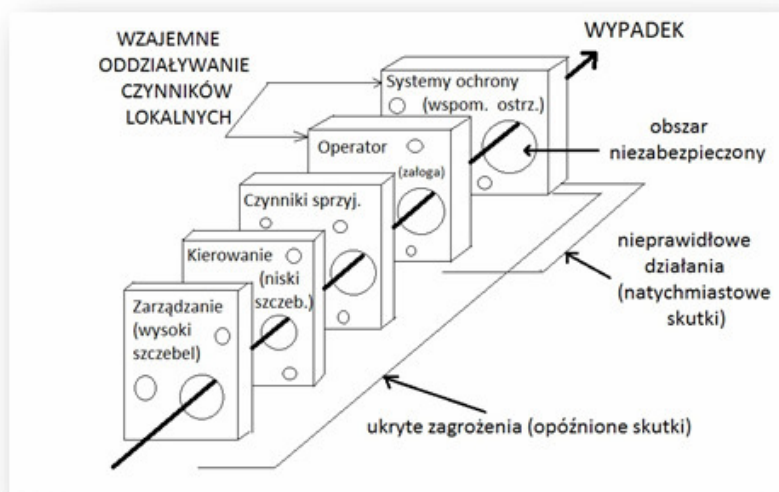 WZAJEMNE
ODDZIAŁYWANIE
CZYNNIKÓW
LOKALNYCH
WYPADEK
Systemy ochrony
(wspom. ostrz.)
obszar
niezabezpieczony
Operator
(załoga)
Czynniki sprzyj.
nieprawidłowe
działania
(natychmiastowe
skutki)
Kierowanie
(niski
szczeb.)
Zarządzanie
(wysoki
szczebel)
ukryte zagrożenia (opóźnione skutki)